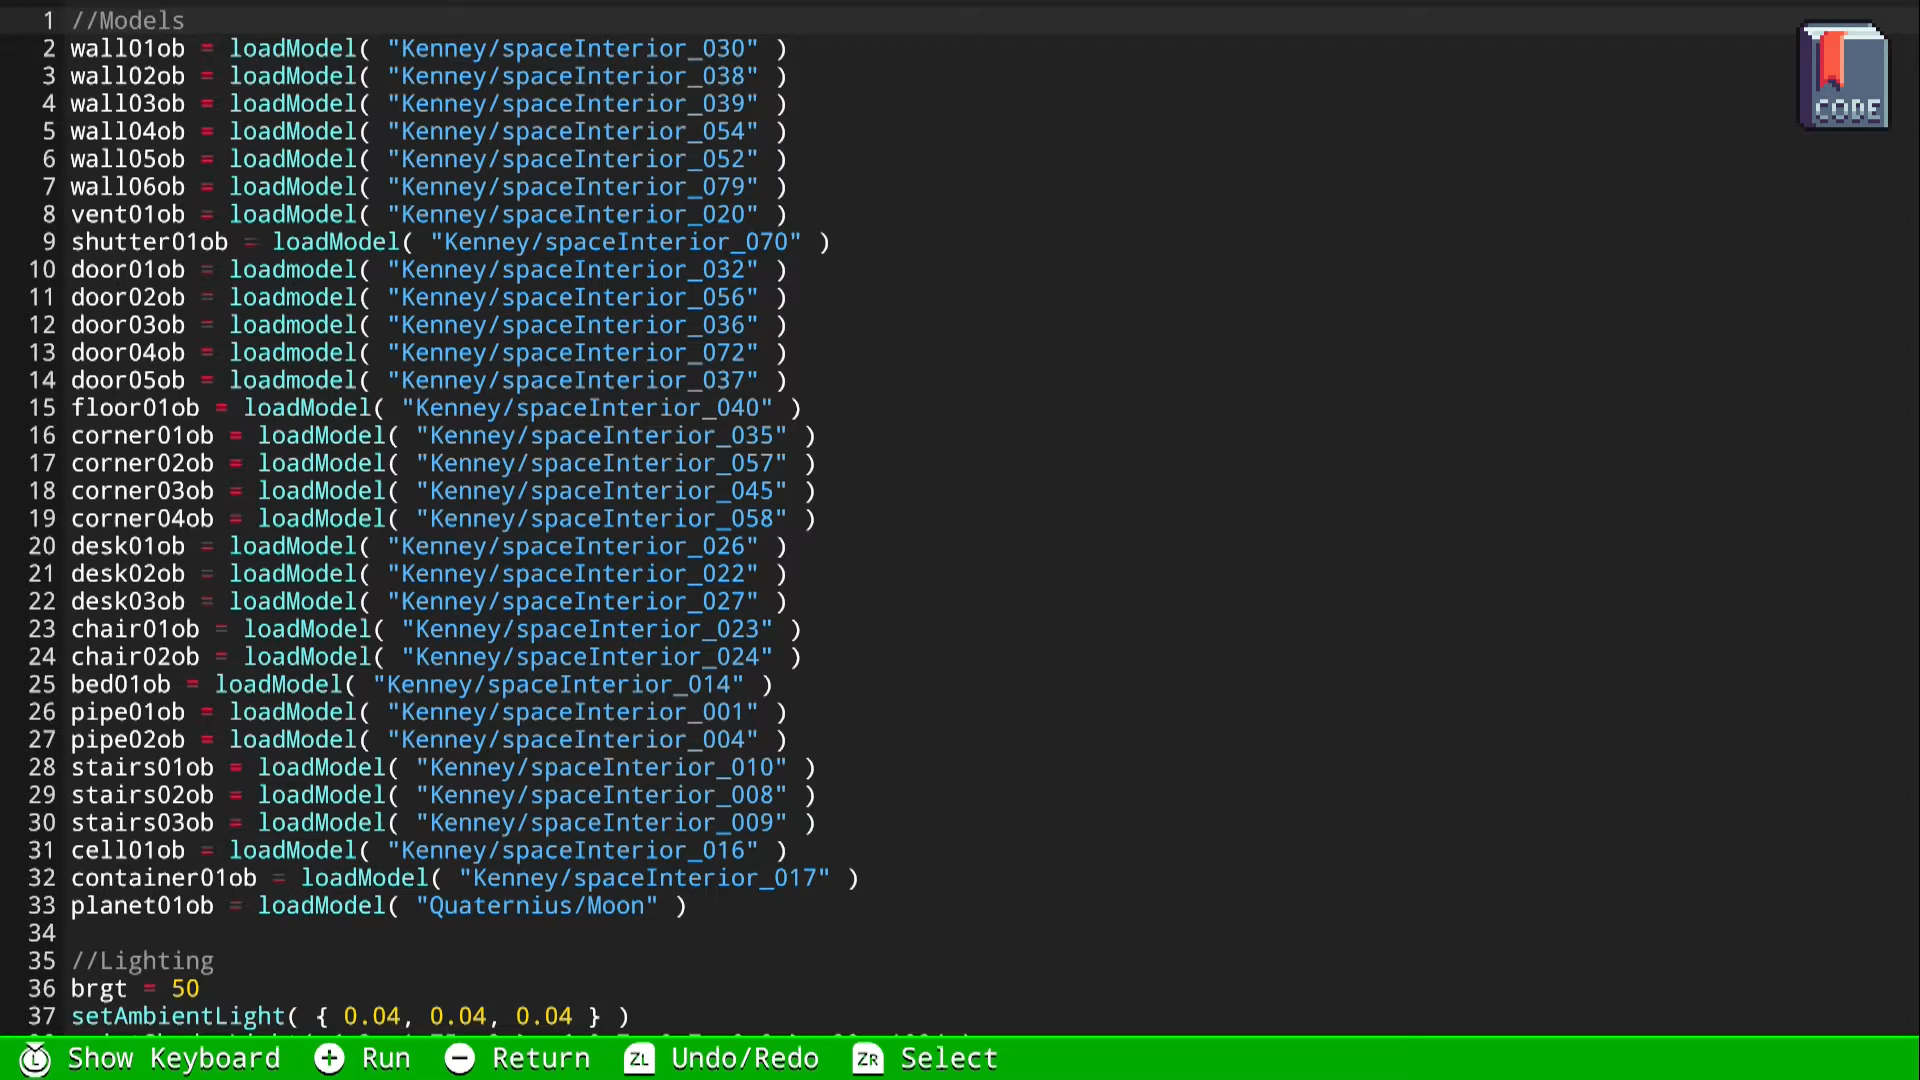 1 //Models
2 wall01ob = loadModel( "Kenney/spaceInterior_030" )
3 wall02ob = loadModel( "Kenney/spaceInterior_038" )
4 wall03ob = loadModel( "Kenney/spaceInterior_039" )
5 wall04ob = loadModel( "Kenney/spaceInterior_054" )
6 wall05ob = loadModel( "Kenney/spaceInterior_052" )
7 wall06ob = loadModel( "Kenney/spaceInterior_079" )
8 vent01ob = loadModel( "Kenney/spaceInterior_020" )
9 shutter01ob = loadModel( "Kenney/spaceInterior_070" )
10 door01ob = loadmodel( "Kenney/spaceInterior_032" )
11 door02ob = loadmodel( "Kenney/spaceInterior_056" )
12 door03ob = loadmodel( "Kenney/spaceInterior_036" )
13 door04ob = loadmodel( "Kenney/spaceInterior_072" )
14 door05ob = loadmodel( "Kenney/spaceInterior_037" )
15 floor01ob = loadModel( "Kenney/spaceInterior_040" )
16 corner01ob = loadModel( "Kenney/spaceInterior_035" )
17 corner02ob = loadModel( "Kenney/spaceInterior_057" )
18 corner03ob = loadModel( "Kenney/spaceInterior_045" )
19 corner04ob = loadModel( "Kenney/spaceInterior_058" )
20 desk01ob = loadModel( "Kenney/spaceInterior_026" )
21 desk02ob = loadModel( "Kenney/spaceInterior_022" )
22 desk03ob = loadModel( "Kenney/spaceInterior_027" )
23 chair01ob = loadModel( "Kenney/spaceInterior_023" )
24 chair02ob = loadModel( "Kenney/spaceInterior_024" )
25 bed01ob = loadModel( "Kenney/spaceInterior_014" )
26 pipe01ob = loadModel( "Kenney/spaceInterior_001" )
27 pipe02ob = loadModel( "Kenney/spaceInterior_004" )
28 stairs01ob = loadModel( "Kenney/spaceInterior_010" )
29 stairs02ob = loadModel( "Kenney/spaceInterior_008" )
30 stairs03ob = loadModel( "Kenney/spaceInterior_009" )
31 cell01ob = loadModel( "Kenney/spaceInterior_016" )
32 container01ob = loadModel( "Kenney/spaceInterior_017" )
33 planet01ob = loadModel( "Quaternius/Moon" )
34
35 //Lighting
36 brgt = 50
37 setAmbientLight( { 0.04, 0.04, 0.04 } )
CODE
L Show Keyboard + Run - Return ZL Undo/Redo ZR Select